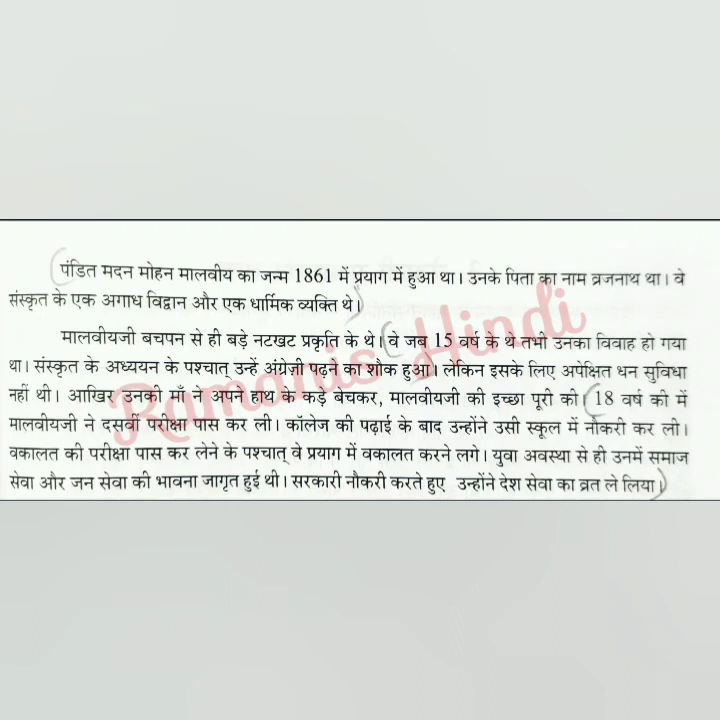 पंडित मदन मोहन मालवीय का जन्म 1861 में प्रयाग में हुआ था। उनके पिता का नाम व्रजनाथ था। वे
संस्कृत के एक अगाध विद्वान और एक धार्मिक व्यक्ति थे।
मालवीयजी बचपन से ही बड़े नटखट प्रकृति के थे। वे जब 15 वर्ष के थे तभी उनका विवाह हो गया
था। संस्कृत के अध्ययन के पश्चात् उन्हें अंग्रेज़ी पढ़ने का शौक हुआ। लेकिन इसके लिए अपेक्षित धन सुविधा
नहीं थी। आखिर उनकी माँ ने अपने हाथ के कड़े बेचकर, मालवीयजी की इच्छा पूरी की। 18 वर्ष की में
मालवीयजी ने दसवीं परीक्षा पास कर ली। कॉलेज की पढ़ाई के बाद उन्होंने उसी स्कूल में नौकरी कर ली।
वकालत की परीक्षा पास कर लेने के पश्चात् वे प्रयाग में वकालत करने लगे। युवा अवस्था से ही उनमें समाज
सेवा और जन सेवा की भावना जागृत हुई थी। सरकारी नौकरी करते हुए उन्होंने देश सेवा का व्रत ले लिया।
Ramanis Hindi